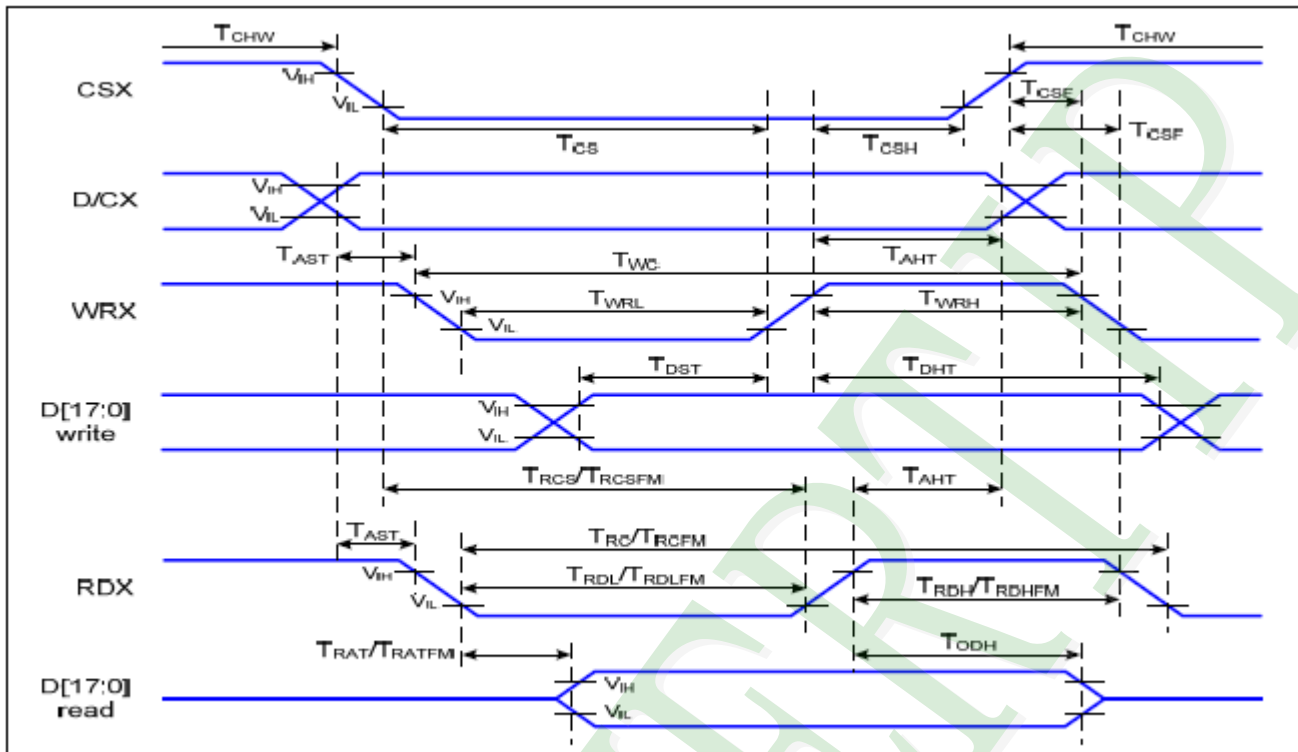 TCHW TCHW
CSX
VIH
VIL
TCSF
TCSF
TCS TCSH
D/CX
VIH
VIL
TAST TWC TAHT
WRX
VIH
VIL
TWRL TWRH
TDST TDHT
D[17:0]
write
VIH
VIL
TRCS/TRCSFM TAHT
TAST TRC/TRCFM
RDX
VIH
VIL
TRDL/TRDLFM TRDH/TRDHFM
TRAT/TRATFM TODH
D[17:0]
read
VIH
VIL